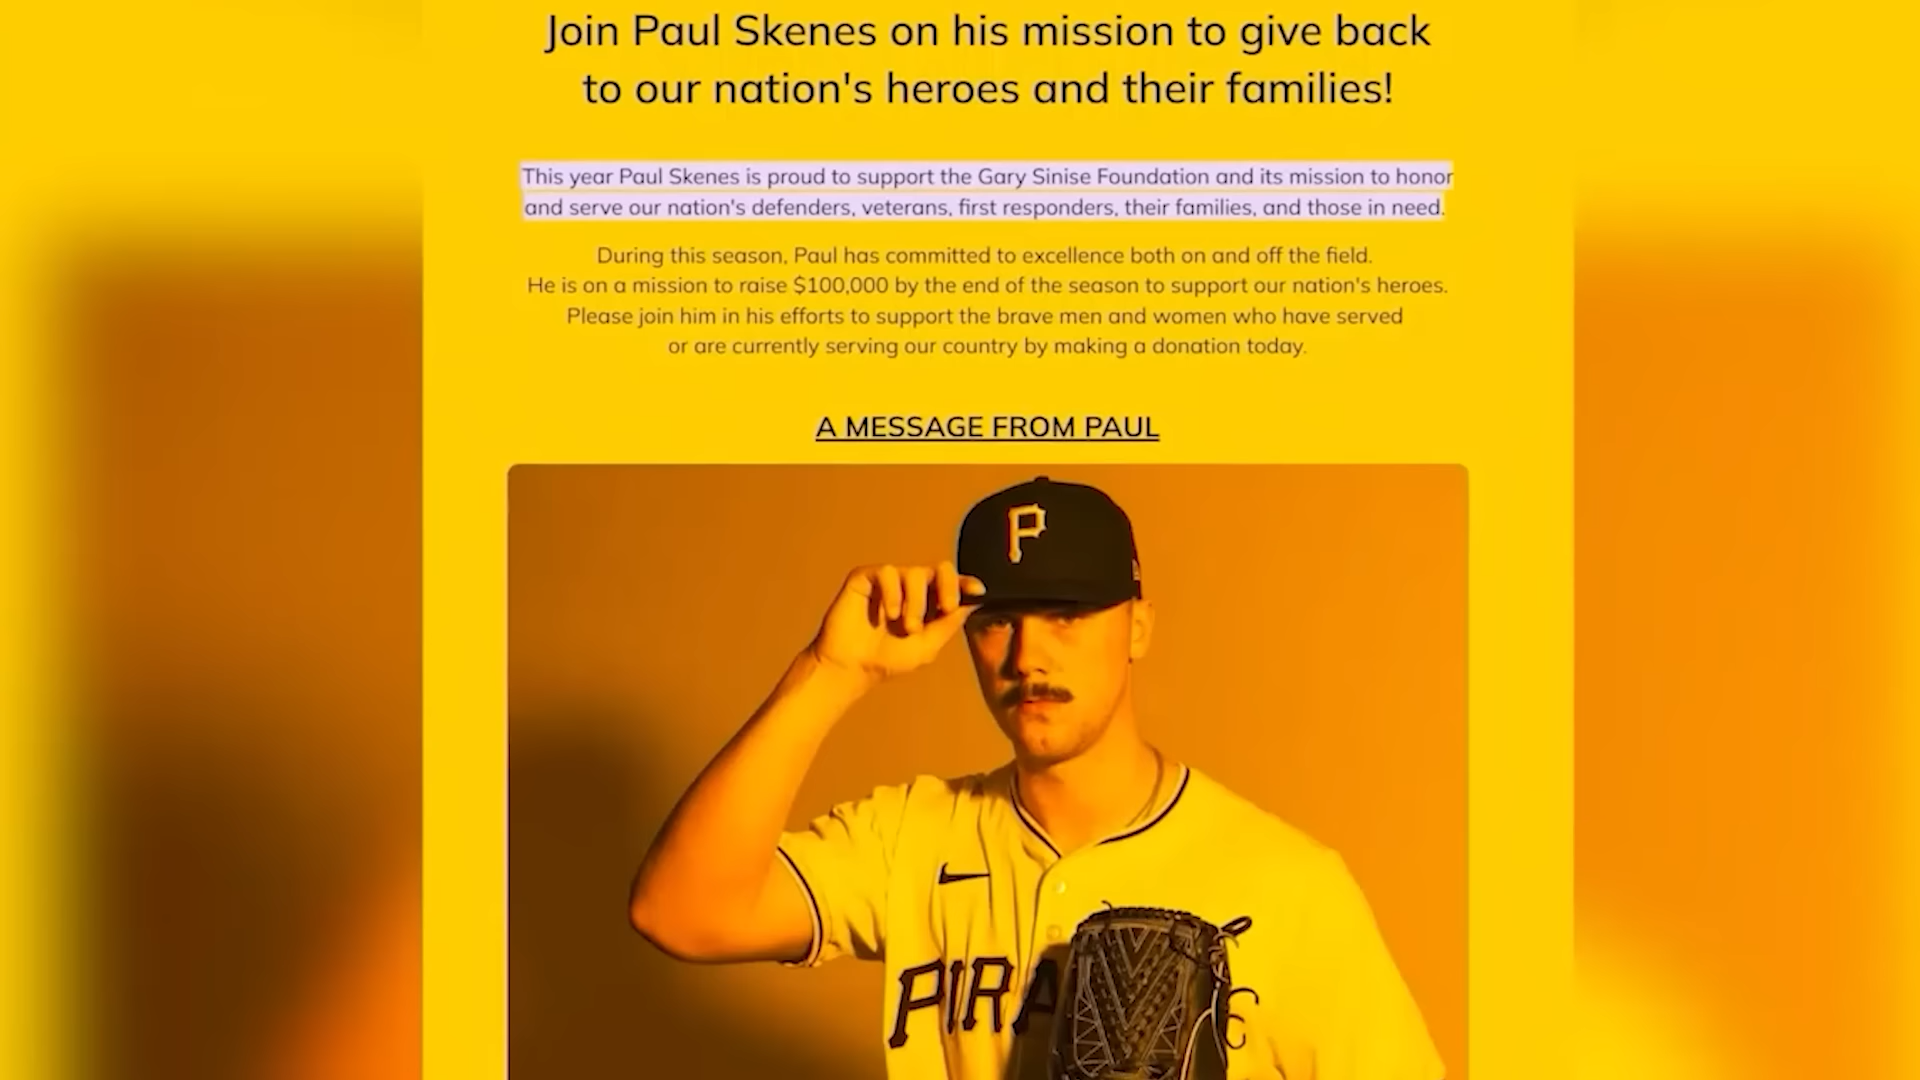 Join Paul Skenes on his mission to give back
to our nation's heroes and their families!
This year Paul Skenes is proud to support the Gary Sinise Foundation and its mission to honor
and serve our nation's defenders, veterans, first responders, their families, and those in need.
During this season, Paul has committed to excellence both on and off the field.
He is on a mission to raise $100,000 by the end of the season to support our nation's heroes.
Please join him in his efforts to support the brave men and women who have served
or are currently serving our country by making a donation today.
A MESSAGE FROM PAUL
P
PIRA